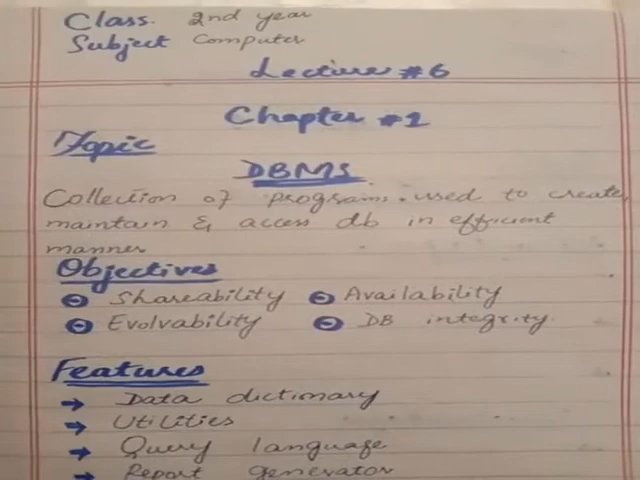 Class. 2nd year
Subject Computer
Lecture #6
Chapter #1
Topic
DBMS
Collection of programs used to create,
maintain & access db in efficient
manner
Objectives
⊖ Shareability ⊖ Availability
⊖ Evolvability ⊖ DB integrity.
Features
→ Data dictionary
→ Utilities
→ Query language
→ Report generator